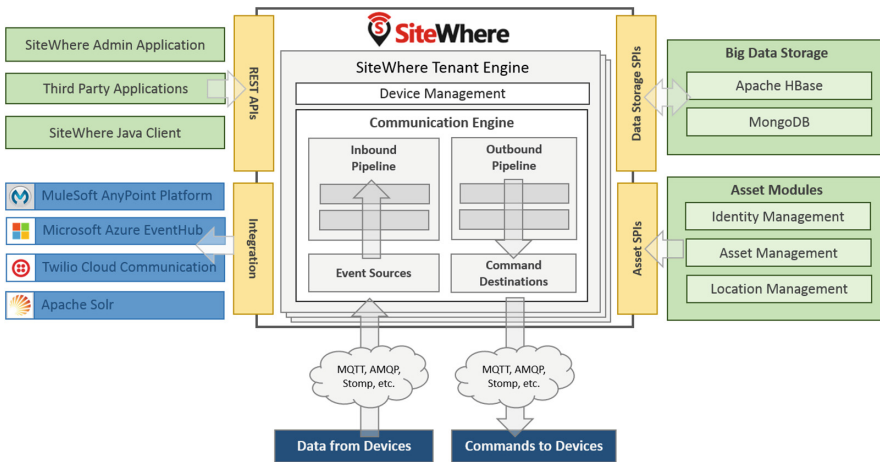 SiteWhere
SiteWhere Admin Application
Third Party Applications
SiteWhere Java Client
REST APIs
MuleSoft AnyPoint Platform
Microsoft Azure EventHub
Twilio Cloud Communication
Apache Solr
Integration
SiteWhere Tenant Engine
Device Management
Communication Engine
Inbound
Pipeline
Outbound
Pipeline
Event Sources
Command
Destinations
Data Storage SPIs
Big Data Storage
Apache HBase
MongoDB
Asset SPIs
Asset Modules
Identity Management
Asset Management
Location Management
MQTT, AMQP,
Stomp, etc.
MQTT, AMQP,
Stomp, etc.
Data from Devices
Commands to Devices